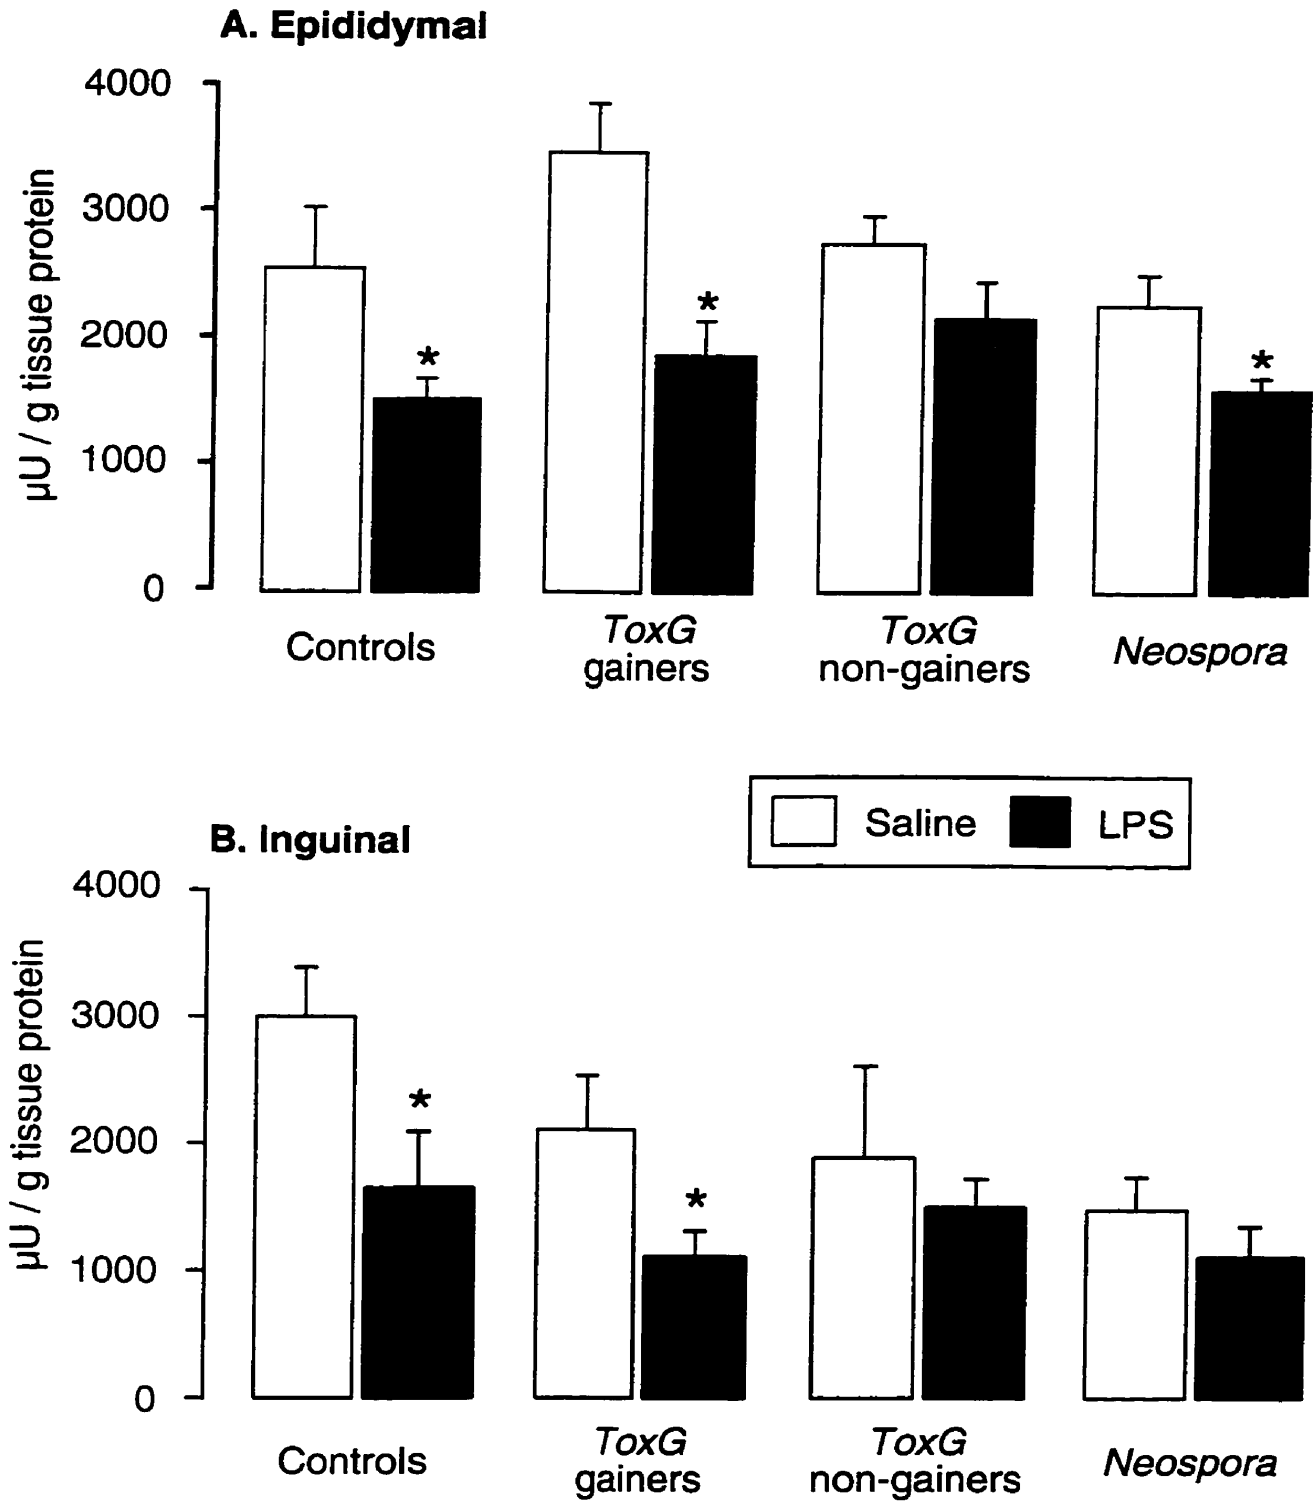 A. Epididymal
4000
3000
2000
1000
0
µU / g tissue protein
*
*
*
Controls
ToxG
gainers
ToxG
non-gainers
Neospora
Saline
LPS
B. Inguinal
4000
3000
2000
1000
0
µU / g tissue protein
*
*
Controls
ToxG
gainers
ToxG
non-gainers
Neospora